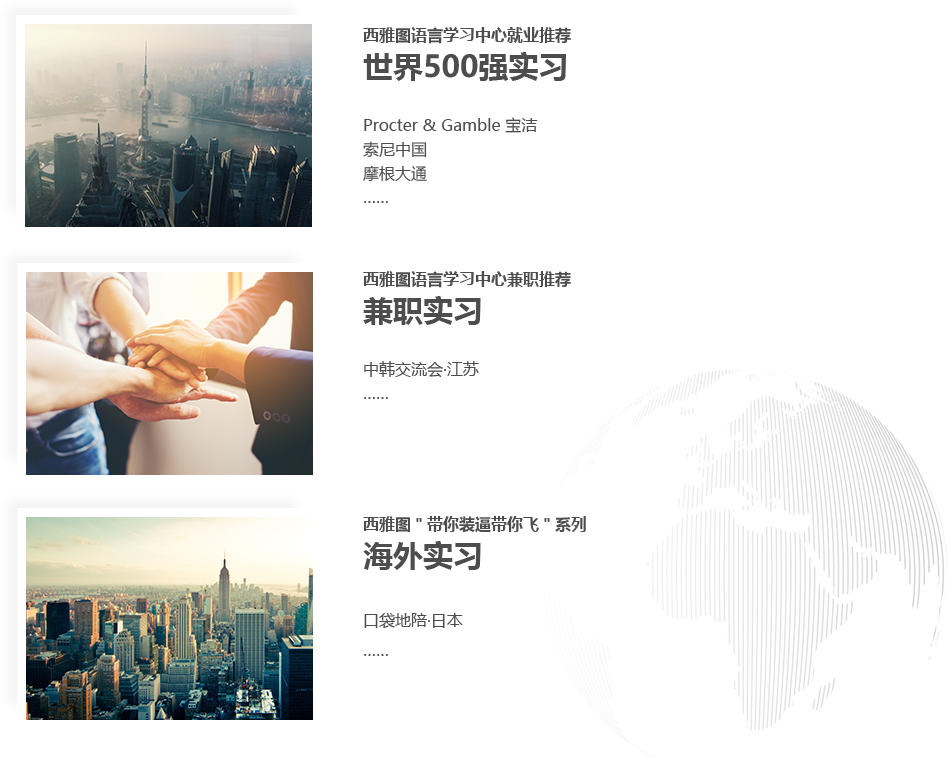 西雅图语言学习中心就业推荐
世界500强实习
Procter & Gamble 宝洁
索尼中国
摩根大通
……
西雅图语言学习中心兼职推荐
兼职实习
中韩交流会·江苏
……
西雅图＂带你装逼带你飞＂系列
海外实习
口袋地陪·日本
……